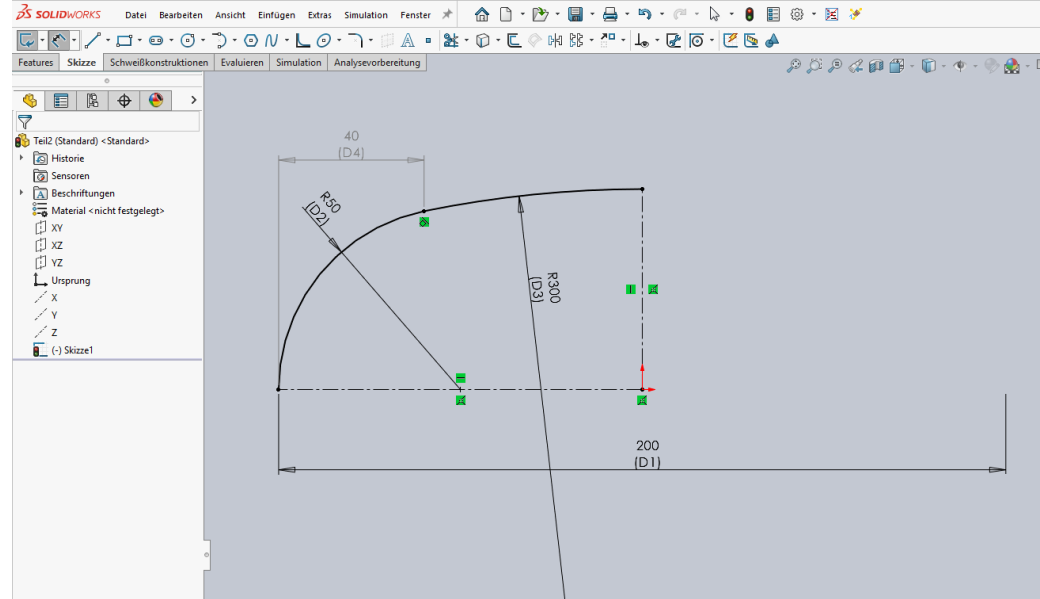 3S SOLIDWORKS Datei Bearbeiten Ansicht Einfügen Extras Simulation Fenster
Features Skizze Schweißkonstruktionen Evaluieren Simulation Analysevorbereitung
Teil2 (Standard) <Standard>
Historie
Sensoren
A Beschriftungen
Material <nicht festgelegt>
XY
XZ
YZ
Ursprung
X
Y
Z
(-) Skizze1
40
(D4)
R50
(D2)
R300
(D3)
200
(D1)